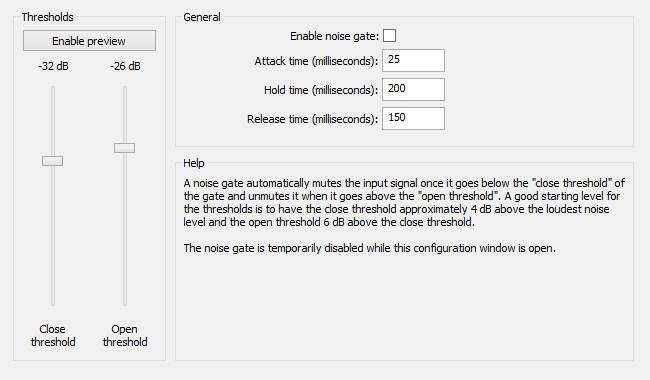 Thresholds
Enable preview
-32 dB
-26 dB
Close
threshold
Open
threshold
General
Enable noise gate:
Attack time (milliseconds): 25
Hold time (milliseconds): 200
Release time (milliseconds): 150
Help
A noise gate automatically mutes the input signal once it goes below the "close threshold" of
the gate and unmutes it when it goes above the "open threshold". A good starting level for
the thresholds is to have the close threshold approximately 4 dB above the loudest noise
level and the open threshold 6 dB above the close threshold.
The noise gate is temporarily disabled while this configuration window is open.